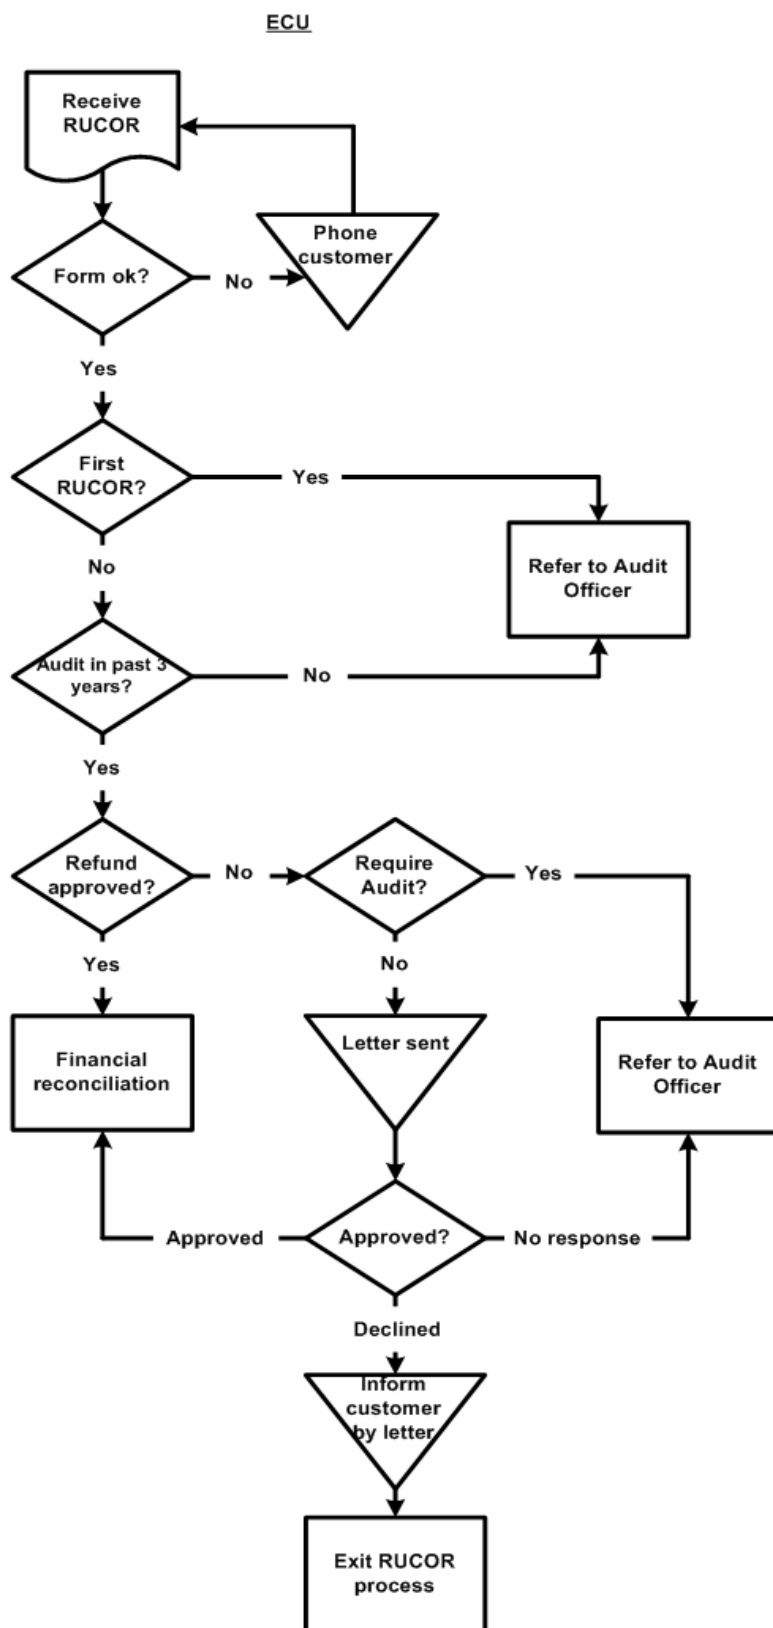 ECU
Receive
RUCOR
Phone
customer
Form ok?
No
Yes
First
RUCOR?
Yes
No
Refer to Audit
Officer
Audit in past 3
years?
No
Yes
Refund
approved?
No
Require
Audit?
Yes
Yes
No
Financial
reconciliation
Letter sent
Refer to Audit
Officer
Approved
Approved?
No response
Declined
Inform
customer
by letter
Exit RUCOR
process